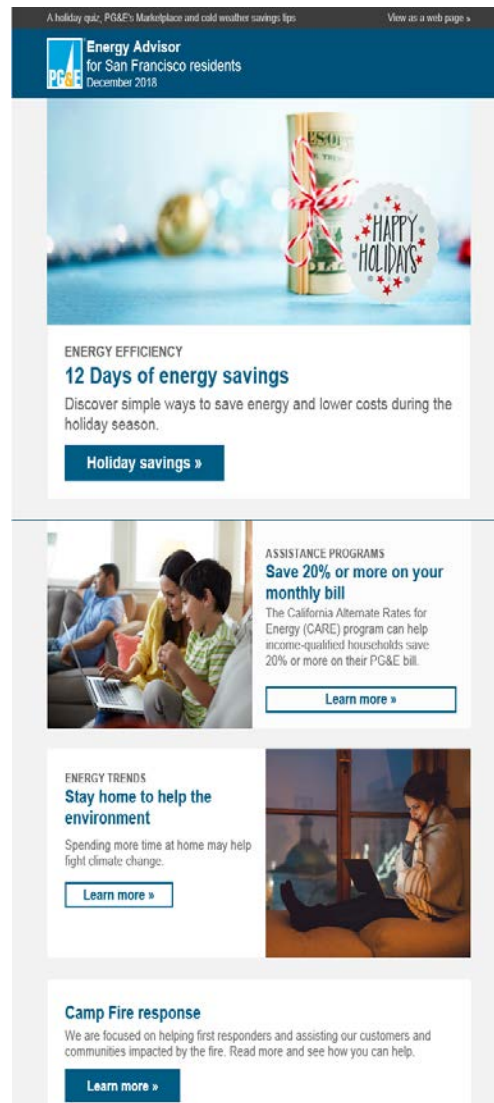 A holiday quiz, PG&E's Marketplace and cold weather savings tips
View as a web page »
PG&E
Energy Advisor
for San Francisco residents
December 2018
HAPPY
HOLIDAYS
ENERGY EFFICIENCY
12 Days of energy savings
Discover simple ways to save energy and lower costs during the
holiday season.
Holiday savings »
ASSISTANCE PROGRAMS
Save 20% or more on your
monthly bill
The California Alternate Rates for
Energy (CARE) program can help
income-qualified households save
20% or more on their PG&E bill.
Learn more »
ENERGY TRENDS
Stay home to help the
environment
Spending more time at home may help
fight climate change.
Learn more »
Camp Fire response
We are focused on helping first responders and assisting our customers and
communities impacted by the fire. Read more and see how you can help.
Learn more »